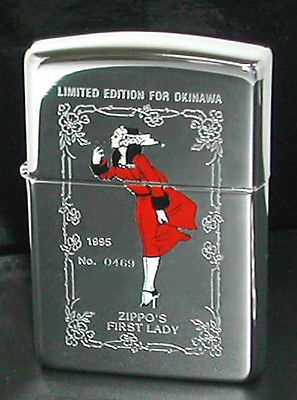 LIMITED EDITION FOR OKINAWA
1995
No. 0469
ZIPPO'S
FIRST LADY